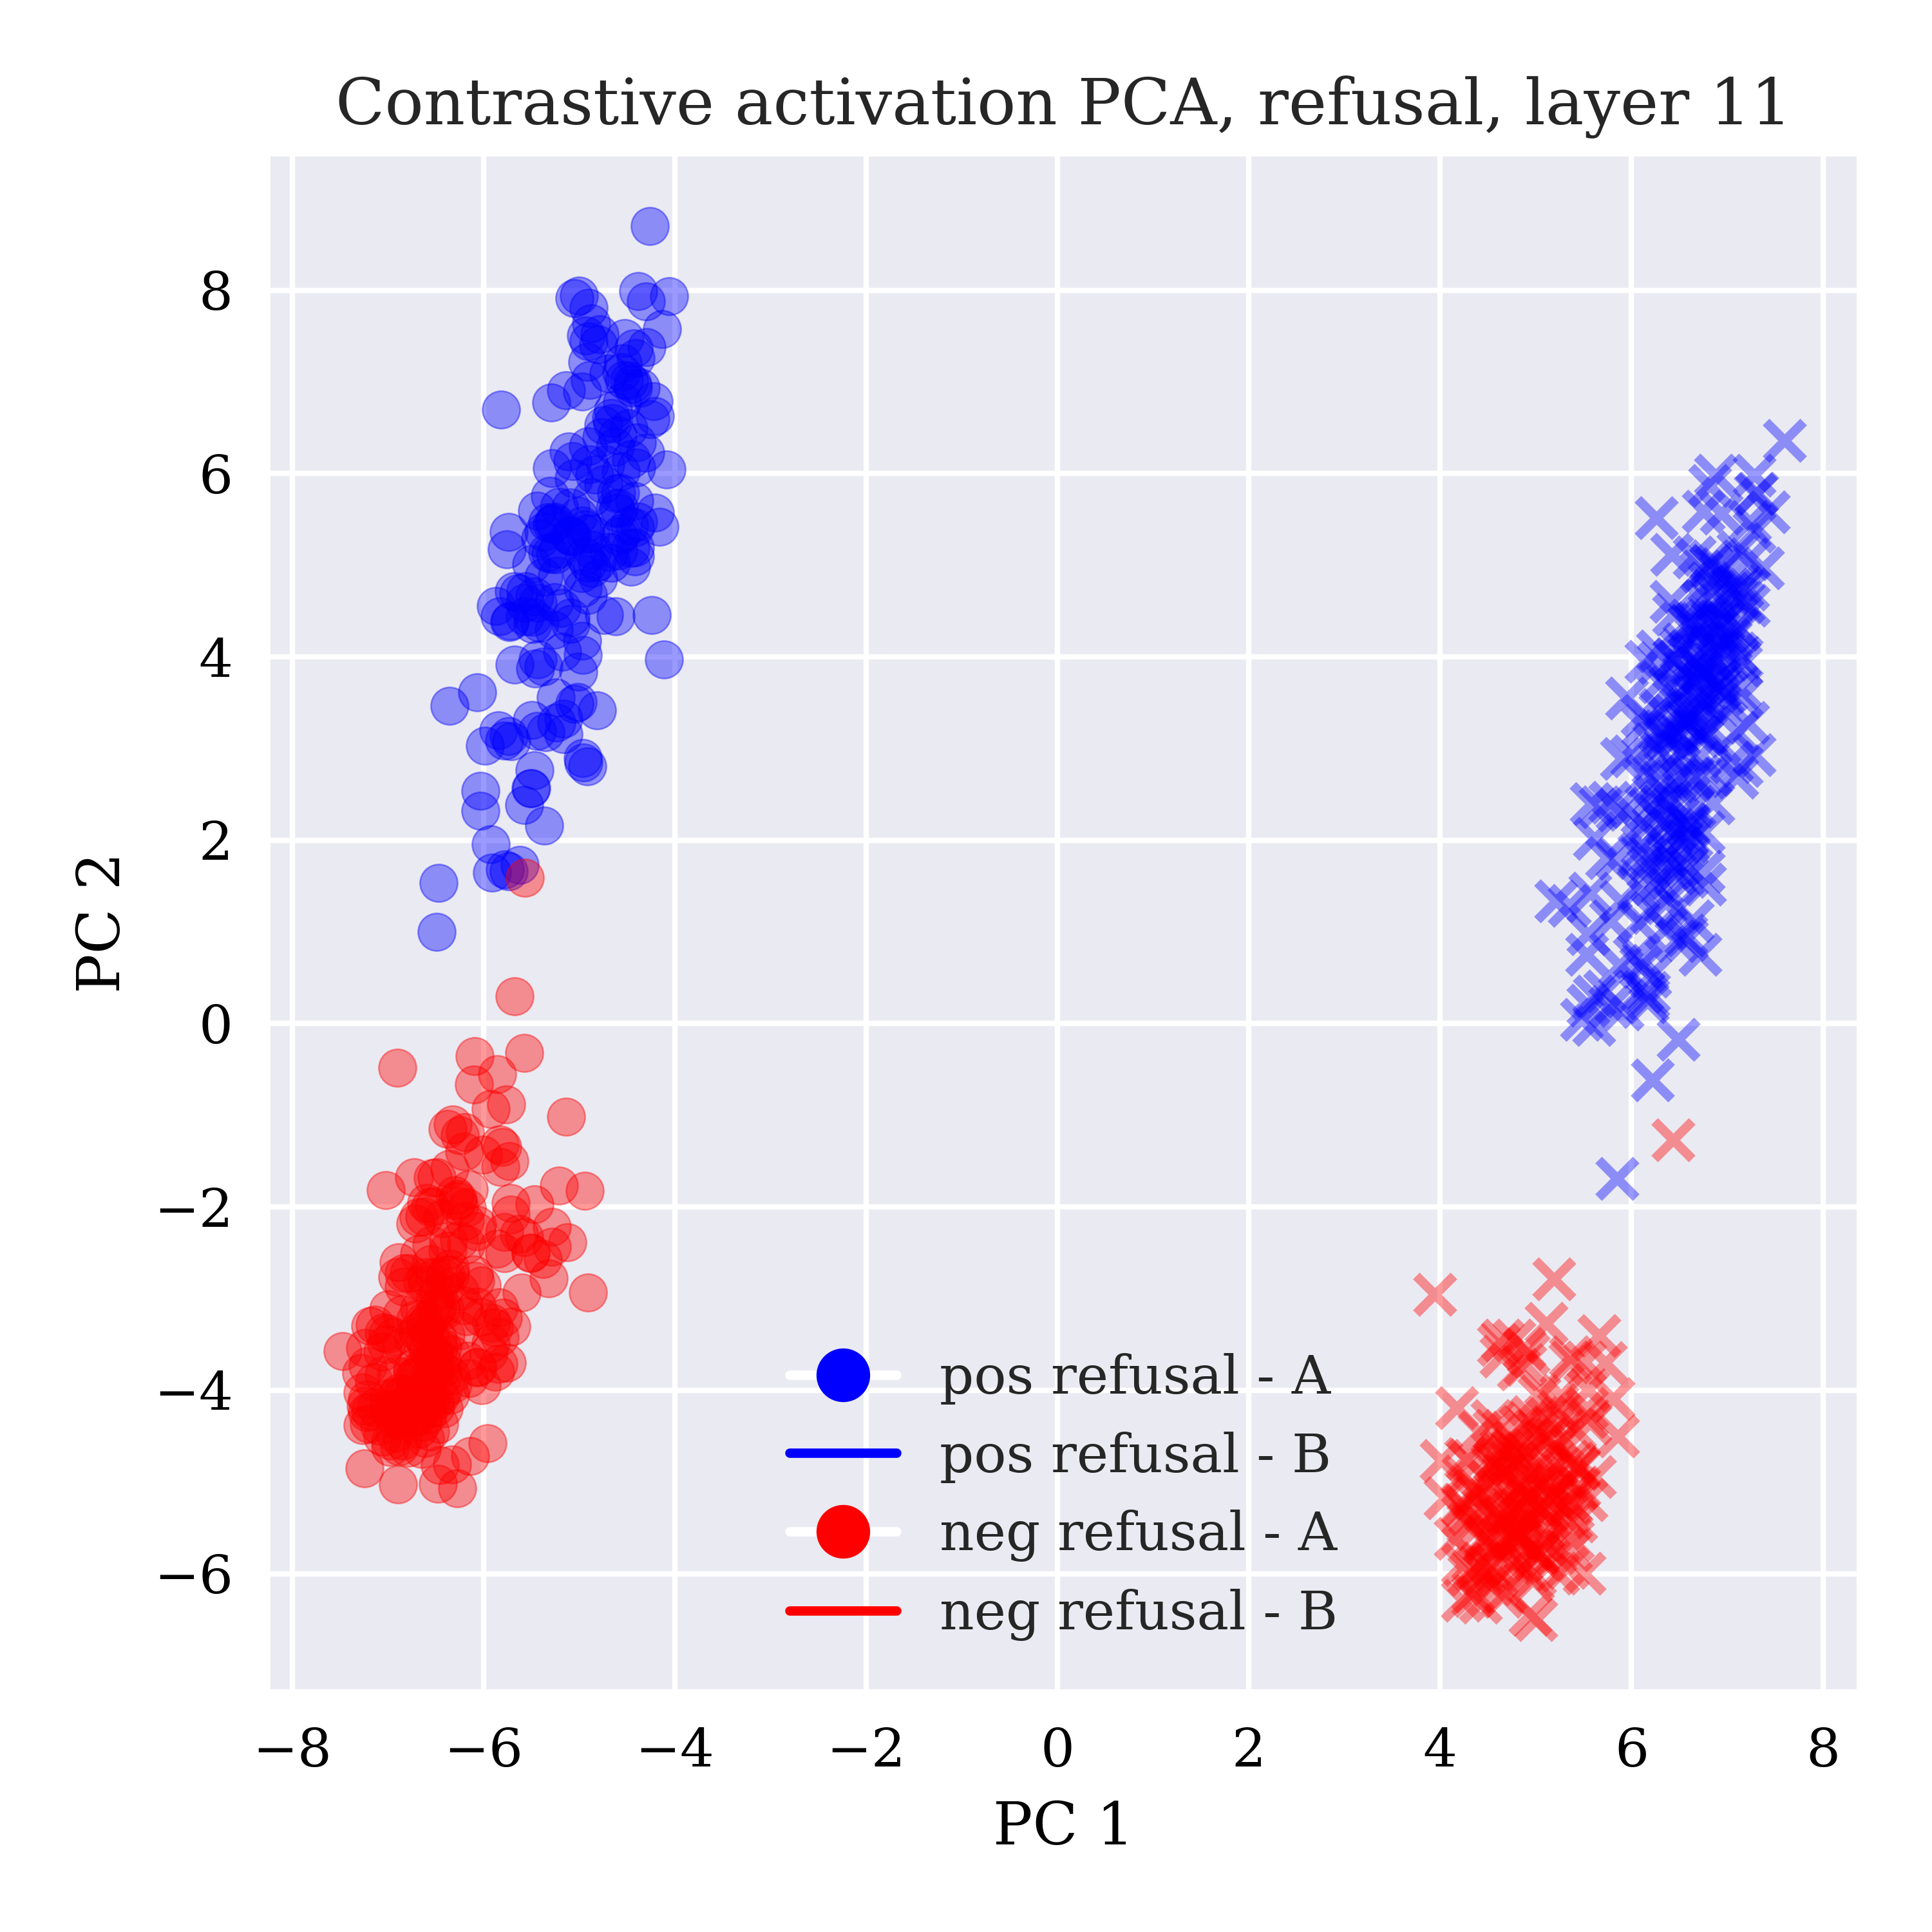 Contrastive activation PCA, refusal, layer 11
8
6
4
2
0
−2
−4
−6
PC 2
pos refusal - A
pos refusal - B
neg refusal - A
neg refusal - B
−8 −6 −4 −2 0 2 4 6 8
PC 1